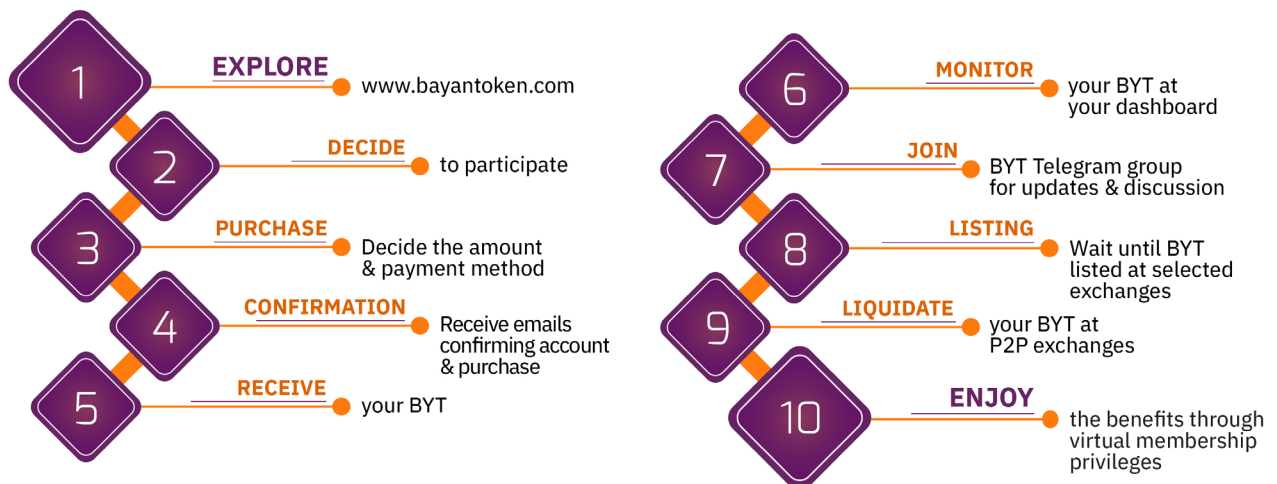 1
EXPLORE
www.bayantoken.com
2
DECIDE
to participate
3
PURCHASE
Decide the amount
& payment method
4
CONFIRMATION
Receive emails
confirming account
& purchase
5
RECEIVE
your BYT
6
MONITOR
your BYT at
your dashboard
7
JOIN
BYT Telegram group
for updates & discussion
8
LISTING
Wait until BYT
listed at selected
exchanges
9
LIQUIDATE
your BYT at
P2P exchanges
10
ENJOY
the benefits through
virtual membership
privileges